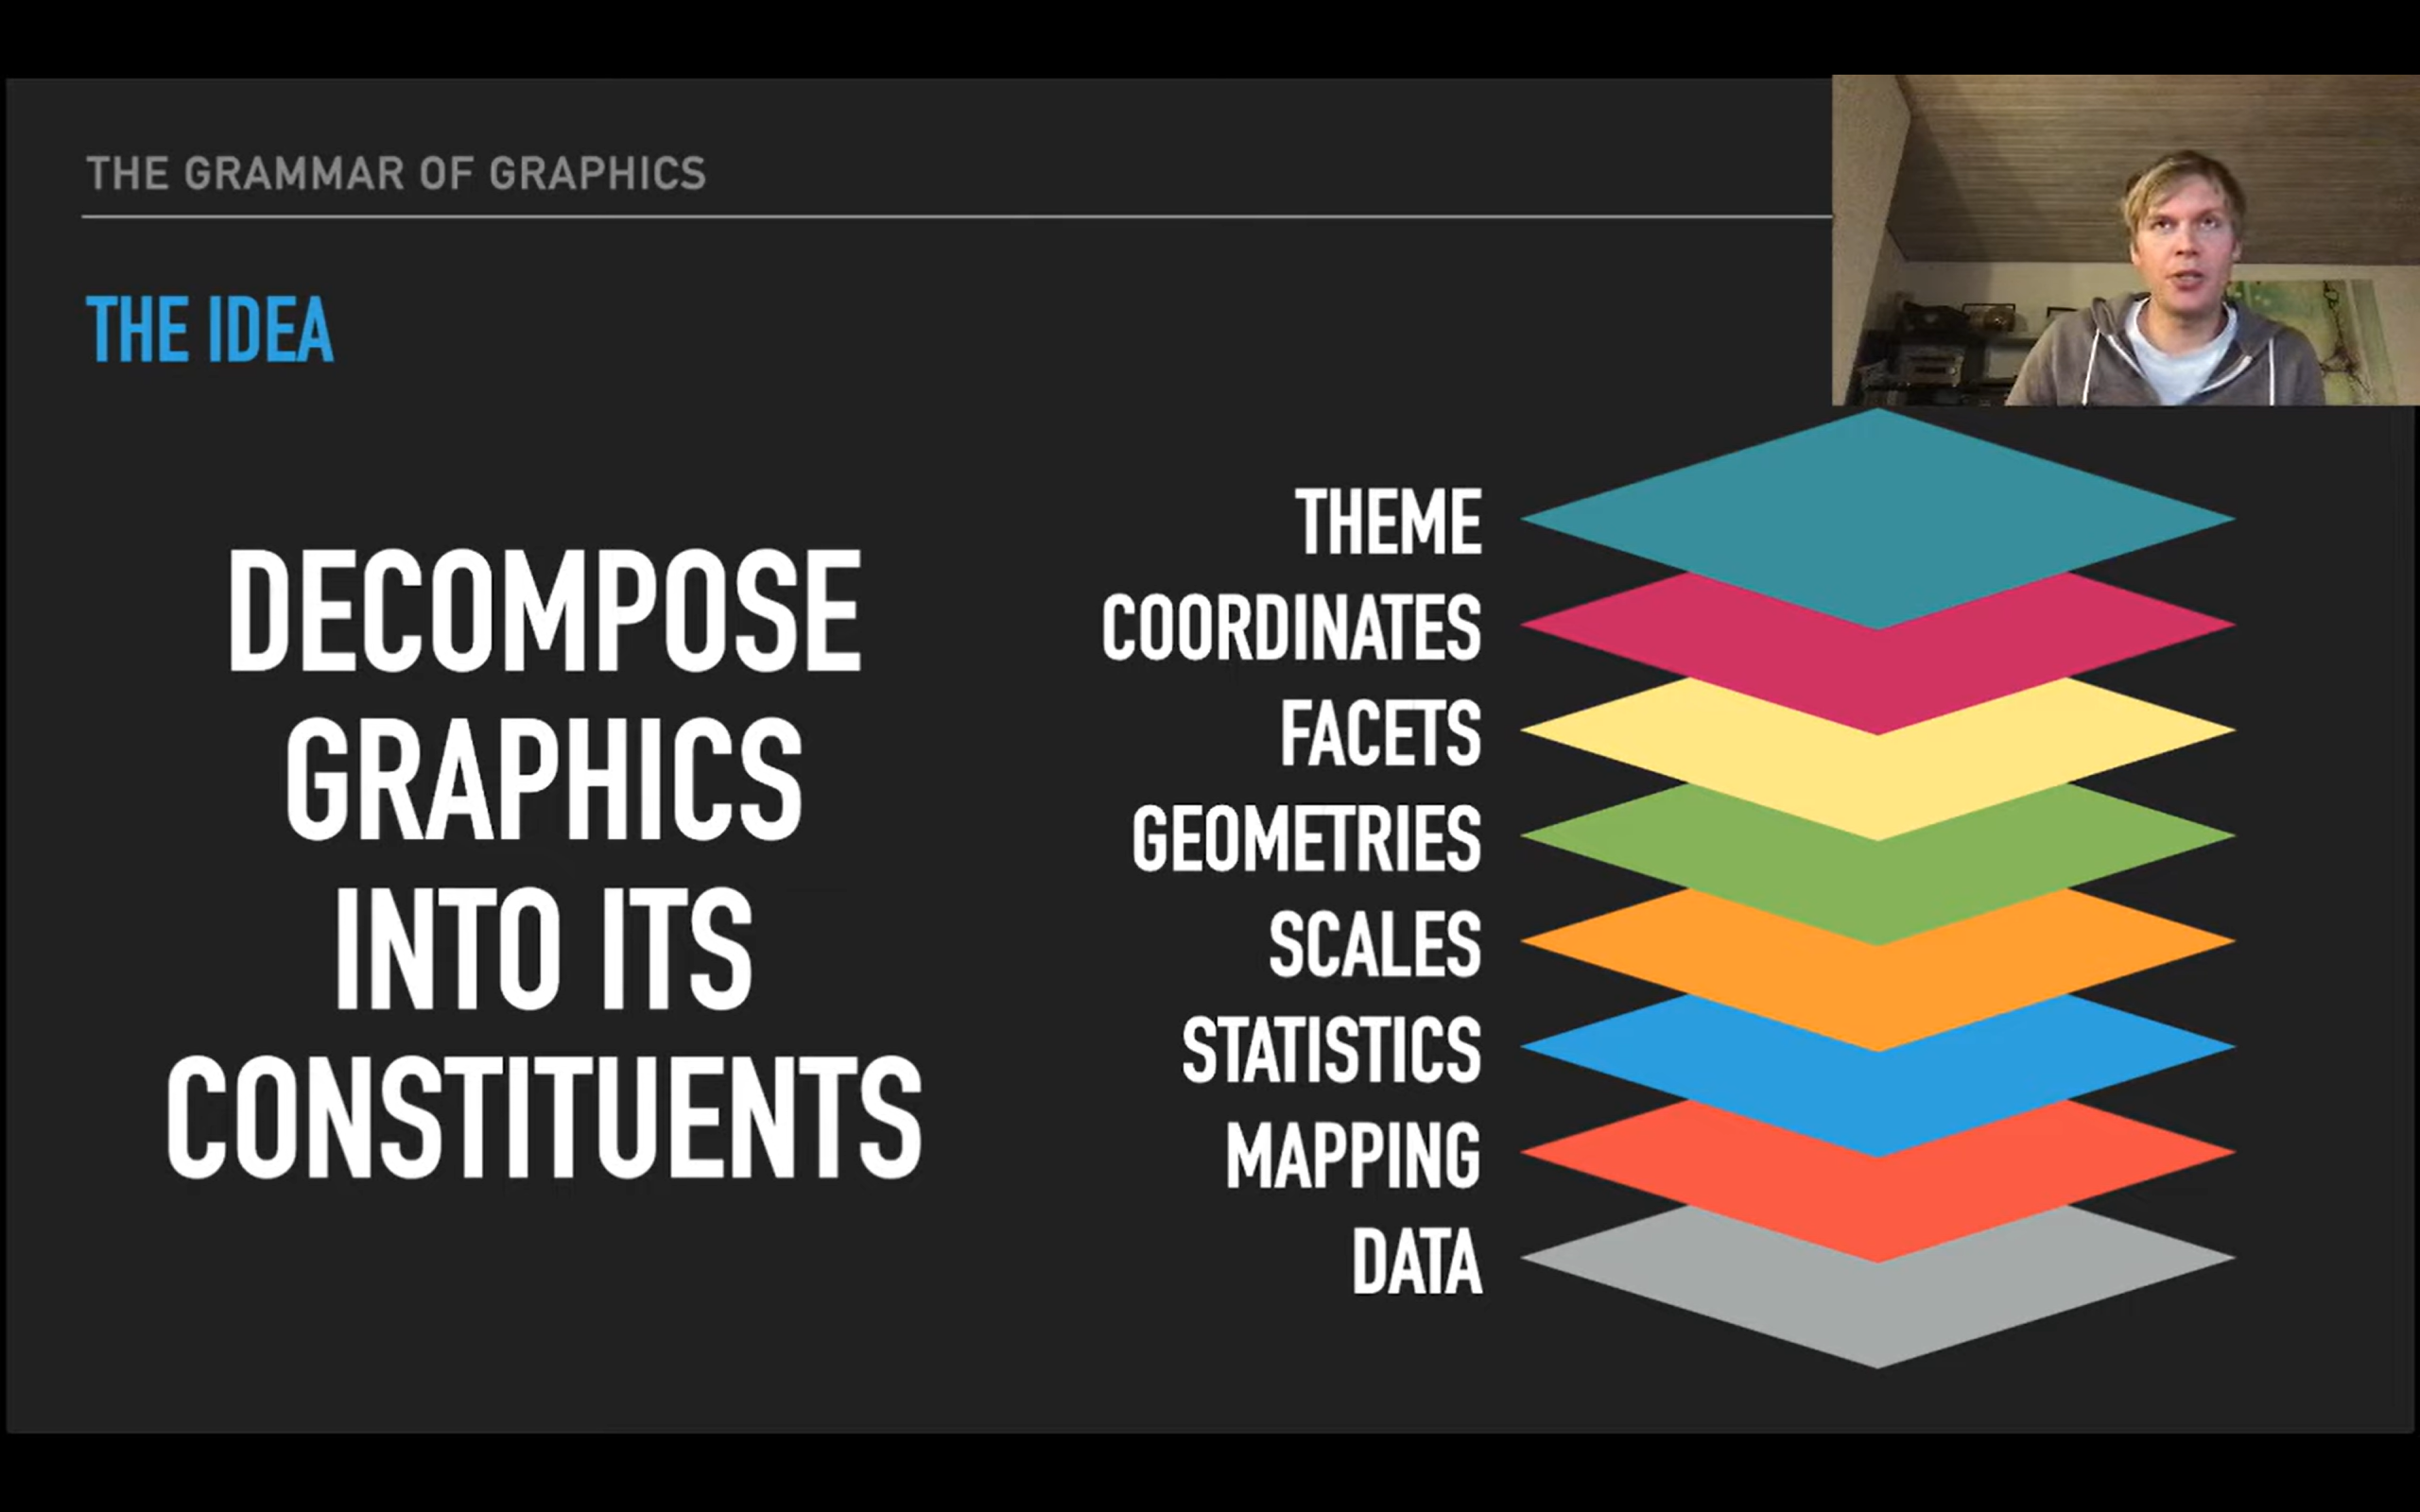 THE GRAMMAR OF GRAPHICS
THE IDEA
DECOMPOSE
GRAPHICS
INTO ITS
CONSTITUENTS
THEME
COORDINATES
FACETS
GEOMETRIES
SCALES
STATISTICS
MAPPING
DATA